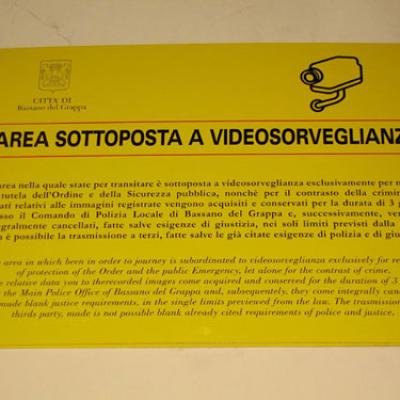 CITTÀ DI
Bassano del Grappa
AREA SOTTOPOSTA A VIDEOSORVEGLIANZ
area nella quale state per transitare è sottoposta a videosorveglianza esclusivamente per
tutela dell'Ordine e della Sicurezza pubblica, nonchè per il contrasto della crimin
ati relativi alle immagini registrate vengono acquisiti e conservati per la durata di 3
sso il Comando di Polizia Locale di Bassano del Grappa e, successivamente, ven
egralmente cancellati, fatte salve esigenze di giustizia, nei soli limiti previsti dalla
a è possibile la trasmissione a terzi, fatte salve le già citate esigenze di polizia e di giu
e area in which been in order to journey is subordinated to videosorveglianza exclusively for re
of protection of the Order and the public Emergency, let alone for the contrast of crime.
e relative data you to therecorded images come acquired and conserved for the duration of 3
the Main Police Office of Bassano del Grappa and, subsequently, they come integrally canc
made blank justice requirements, in the single limits previewed from the law. The trasmission
thirds party, made is not possible blank already cited requirements of police and justice.